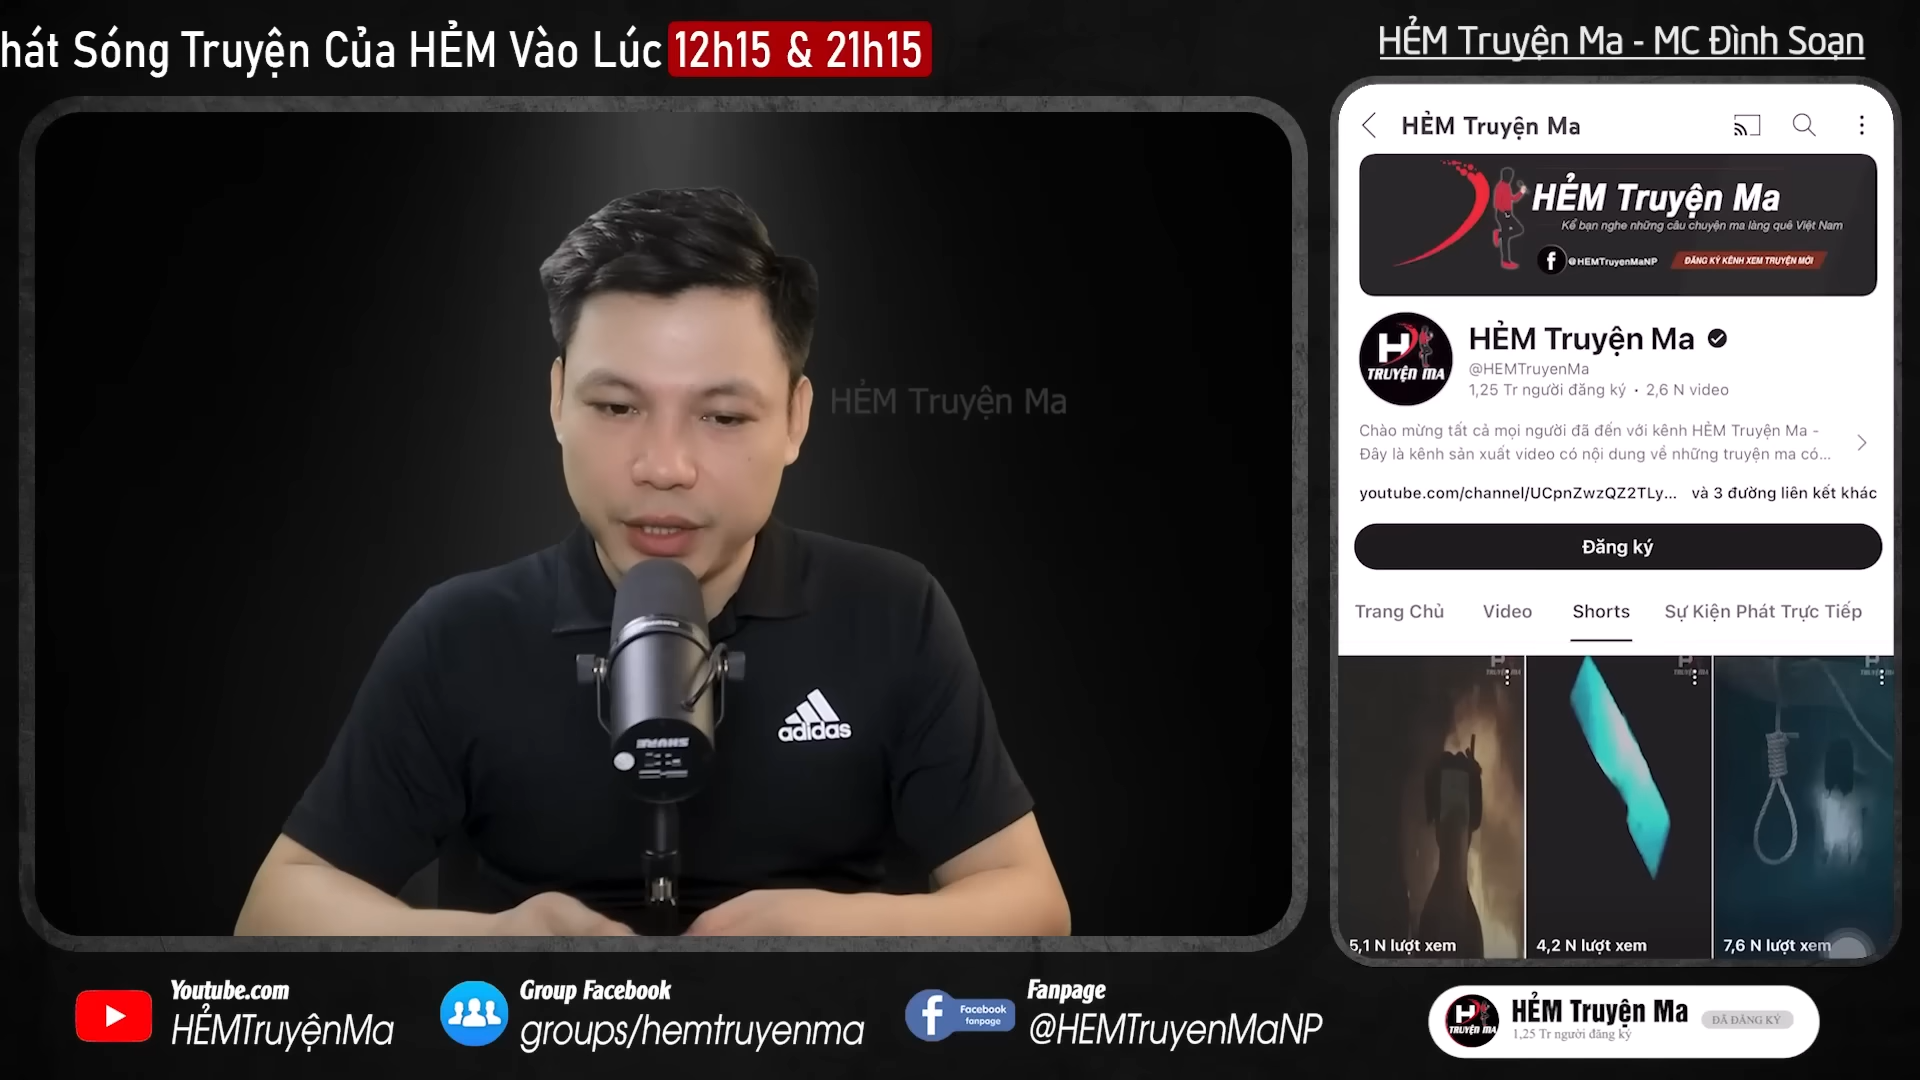 hát Sóng Truyện Của HẺM Vào Lúc 12h15 & 21h15
HẺM Truyện Ma - MC Đình Soạn
HẺM Truyện Ma
HẺM Truyện Ma
Kể bạn nghe những câu chuyện ma làng quê Việt Nam
@HEMTruyenMaNP
ĐĂNG KÝ KÊNH XEM TRUYỆN MỚI
H
TRUYỆN MA
HẺM Truyện Ma
@HEMTruyenMa
1,25 Tr người đăng ký • 2,6 N video
Chào mừng tất cả mọi người đã đến với kênh HẺM Truyện Ma -
Đây là kênh sản xuất video có nội dung về những truyện ma có...
youtube.com/channel/UCpnZwzQZ2TLy... và 3 đường liên kết khác
Đăng ký
Trang Chủ Video Shorts Sự Kiện Phát Trực Tiếp
5,1 N lượt xem
4,2 N lượt xem
7,6 N lượt xem
HẺM Truyện Ma
SHURE
adidas
Youtube.com
HẺMTruyệnMa
Group Facebook
groups/hemtruyenma
Facebook
fanpage
Fanpage
@HEMTruyenMaNP
H
TRUYỆN MA
HẺM Truyện Ma
1,25 Tr người đăng ký
ĐÃ ĐĂNG KÝ